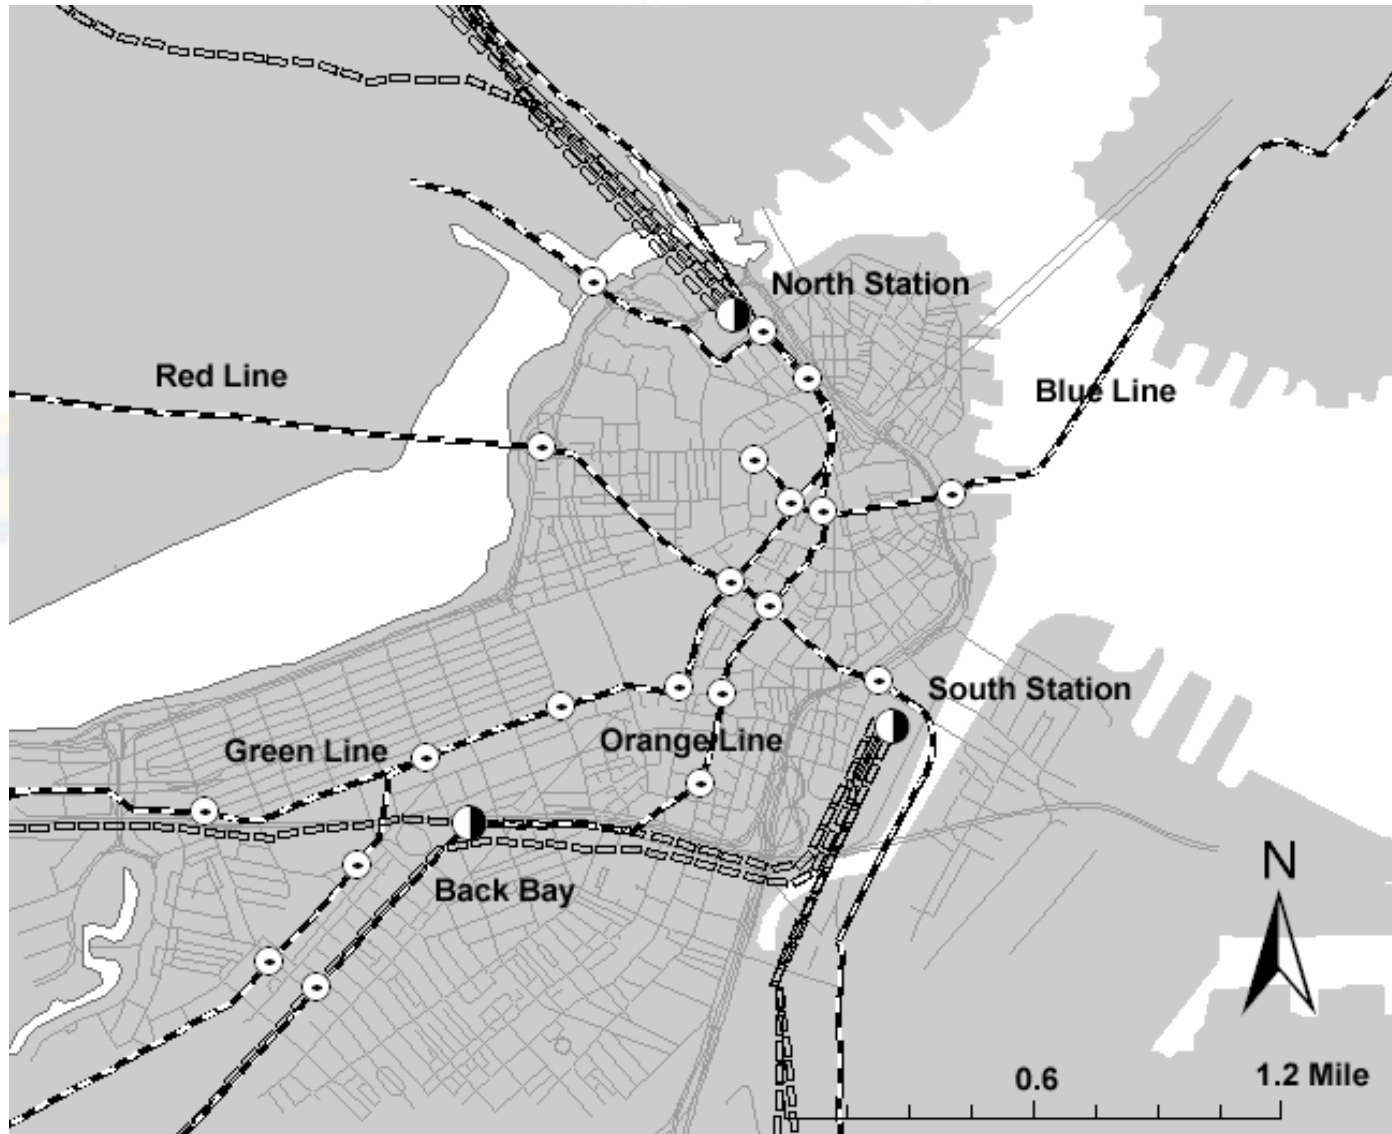 North Station
Red Line
Blue Line
South Station
Green Line
Orange Line
Back Bay
N
0.6
1.2 Mile